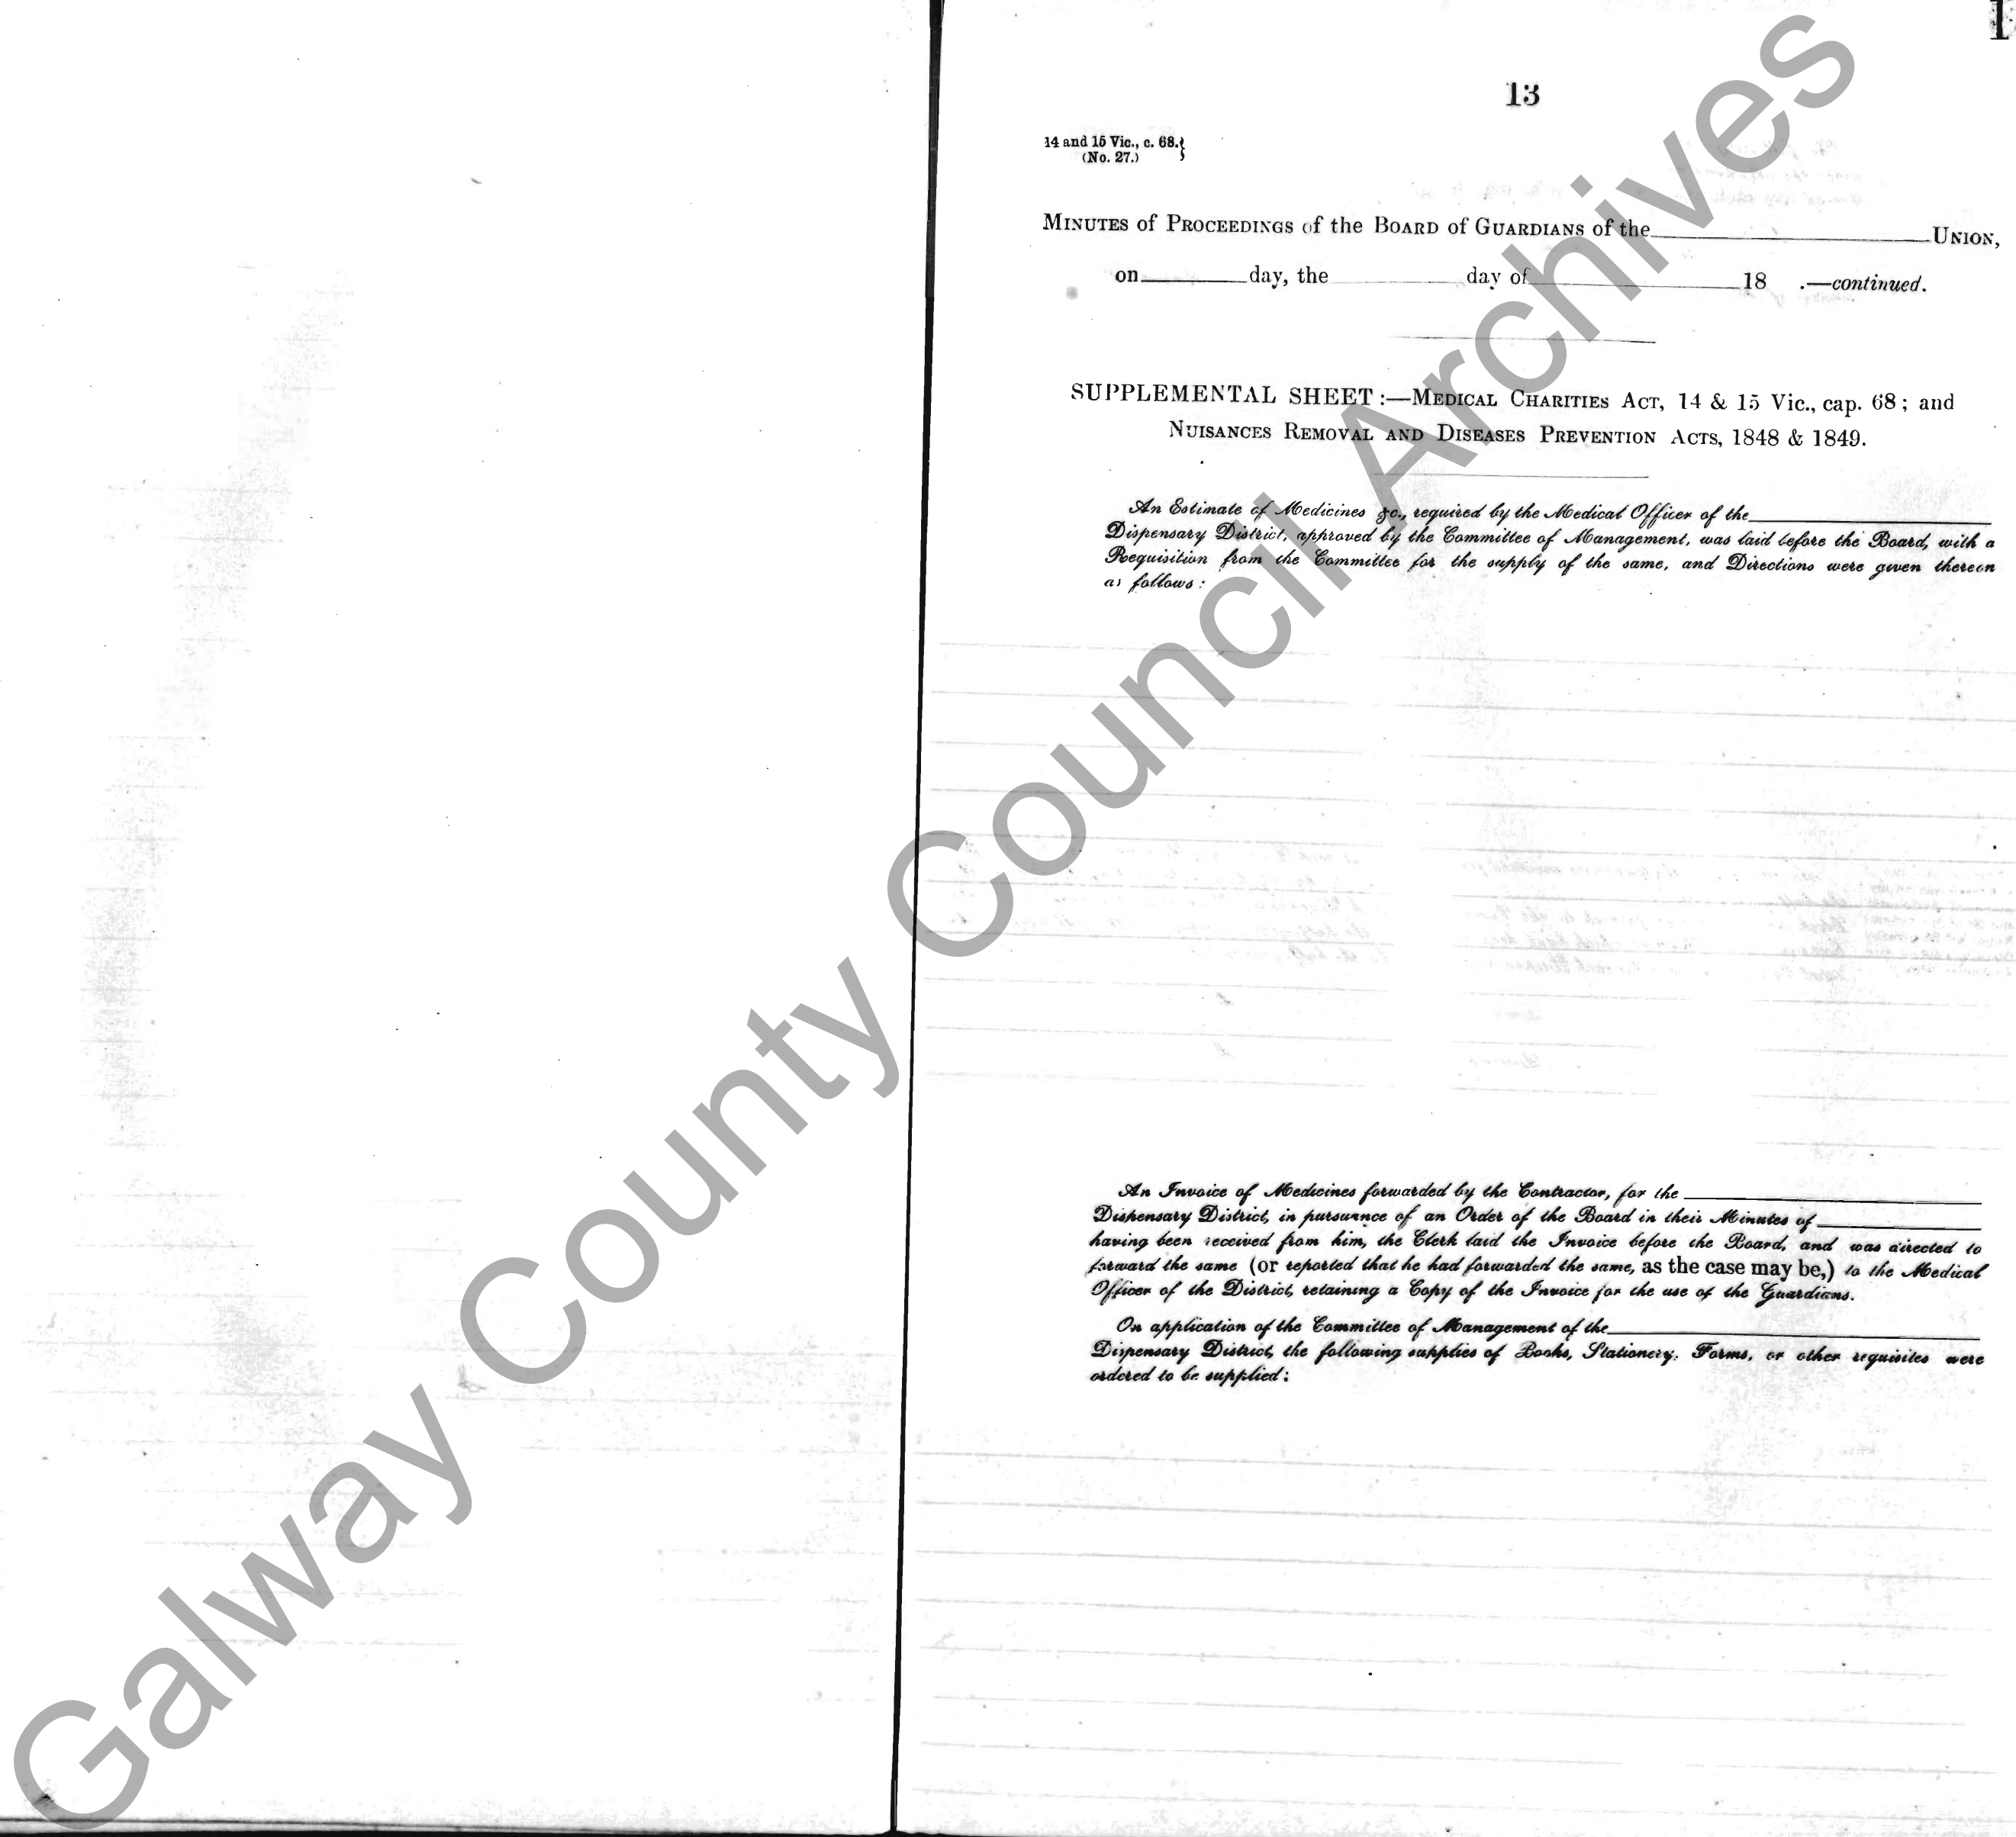 13
14 and 15 Vic., c. 68.}
(No. 27.)
MINUTES of PROCEEDINGS of the BOARD of GUARDIANS of the UNION,
on day, the day of 18 .—continued.
SUPPLEMENTAL SHEET:—MEDICAL CHARITIES ACT, 14 & 15 Vic., cap. 68; and
NUISANCES REMOVAL AND DISEASES PREVENTION ACTS, 1848 & 1849.
An Estimate of Medicines &c., required by the Medical Officer of the
Dispensary District, approved by the Committee of Management, was laid before the Board, with a
Requisition from the Committee for the supply of the same, and Directions were given thereon
as follows:
An Invoice of Medicines forwarded by the Contractor, for the
Dispensary District, in pursuance of an Order of the Board in their Minutes of
having been received from him, the Clerk laid the Invoice before the Board, and was directed to
forward the same (or reported that he had forwarded the same, as the case may be,) to the Medical
Officer of the District, retaining a Copy of the Invoice for the use of the Guardians.
On application of the Committee of Management of the
Dispensary District, the following supplies of Books, Stationery, Forms, or other requisites were
ordered to be supplied:
Galway County Council Archives